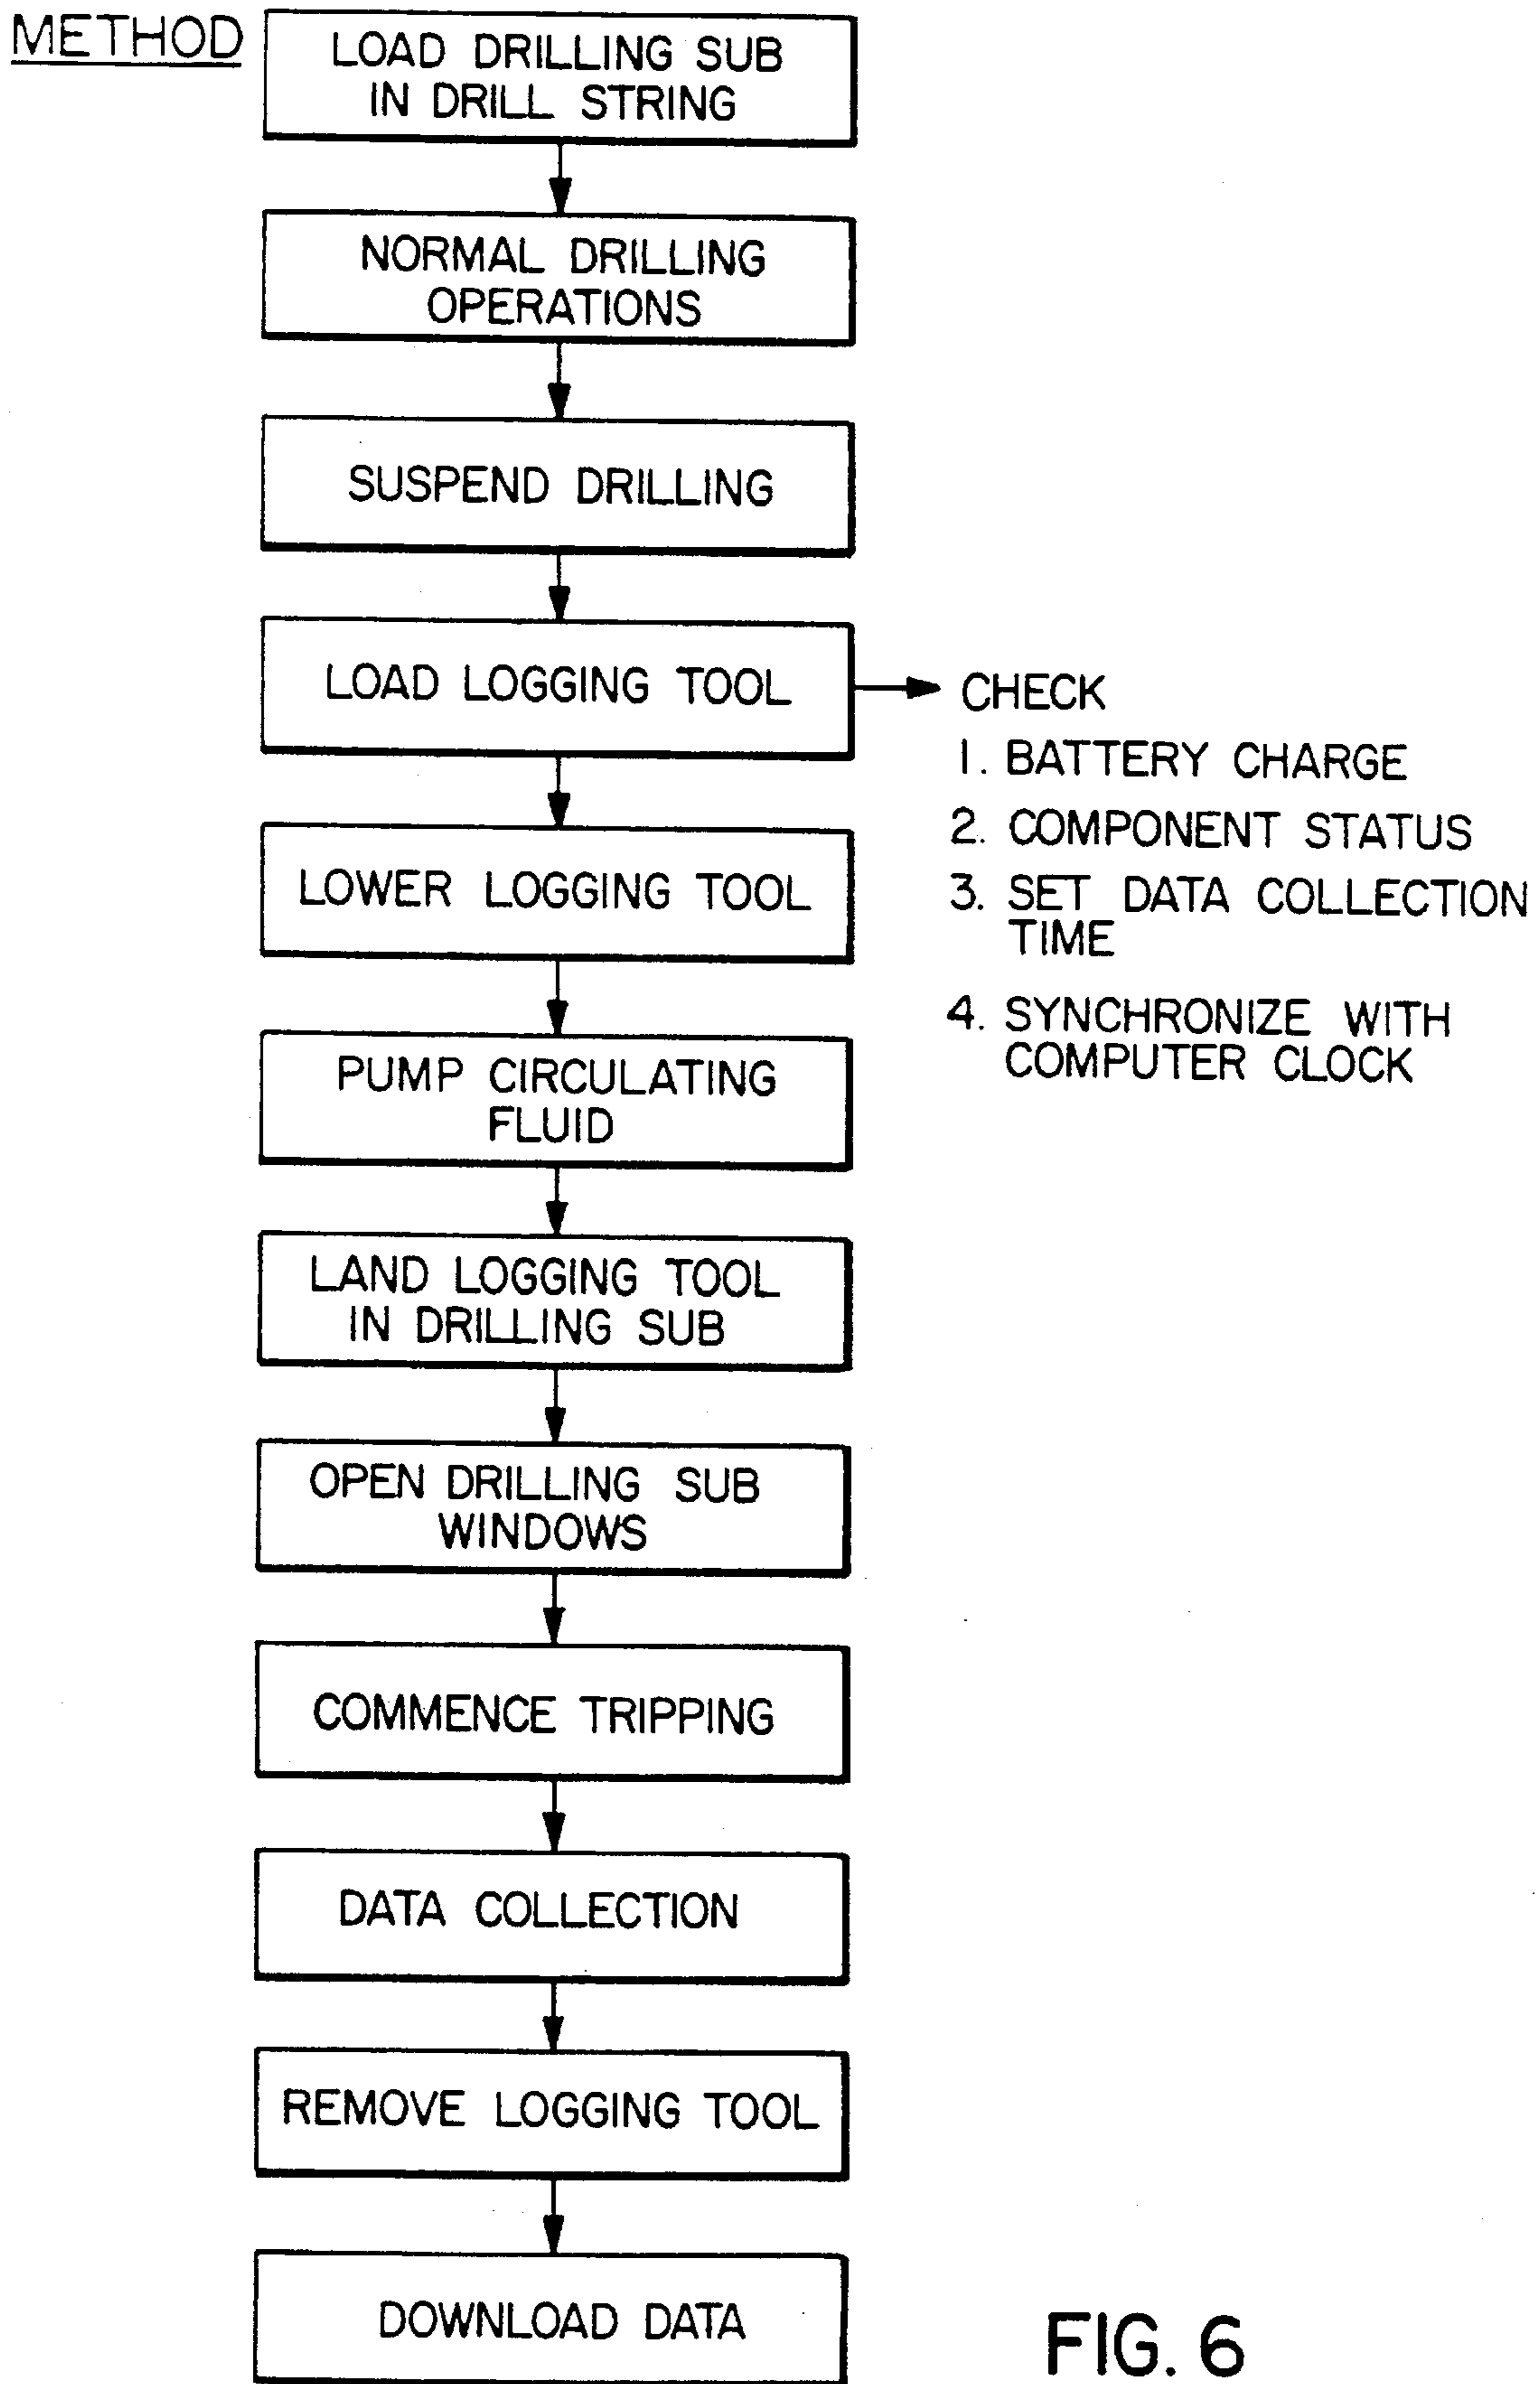 METHOD
LOAD DRILLING SUB
IN DRILL STRING
NORMAL DRILLING
OPERATIONS
SUSPEND DRILLING
LOAD LOGGING TOOL
CHECK
1. BATTERY CHARGE
2. COMPONENT STATUS
3. SET DATA COLLECTION
TIME
4. SYNCHRONIZE WITH
COMPUTER CLOCK
LOWER LOGGING TOOL
PUMP CIRCULATING
FLUID
LAND LOGGING TOOL
IN DRILLING SUB
OPEN DRILLING SUB
WINDOWS
COMMENCE TRIPPING
DATA COLLECTION
REMOVE LOGGING TOOL
DOWNLOAD DATA
FIG. 6